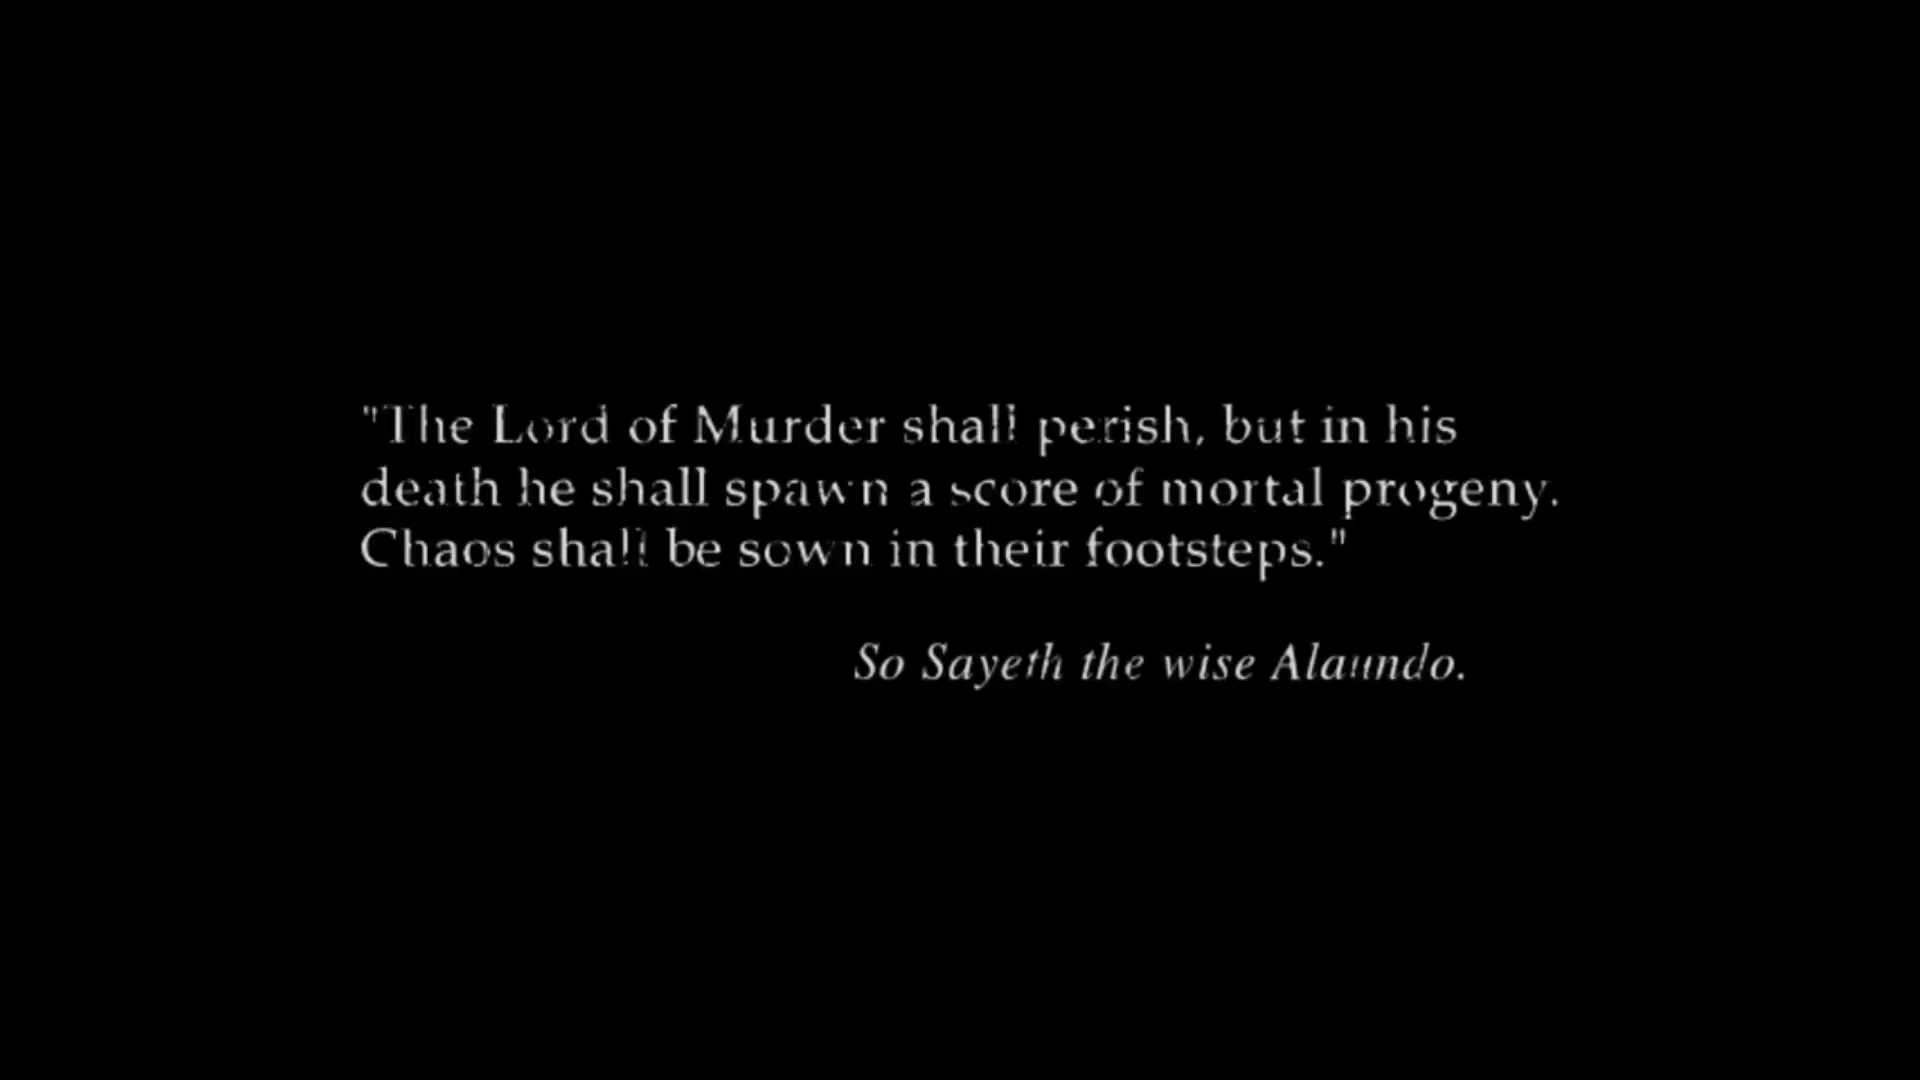 "The Lord of Murder shall perish, but in his
death he shall spawn a score of mortal progeny.
Chaos shall be sown in their footsteps."
So Sayeth the wise Alaundo.